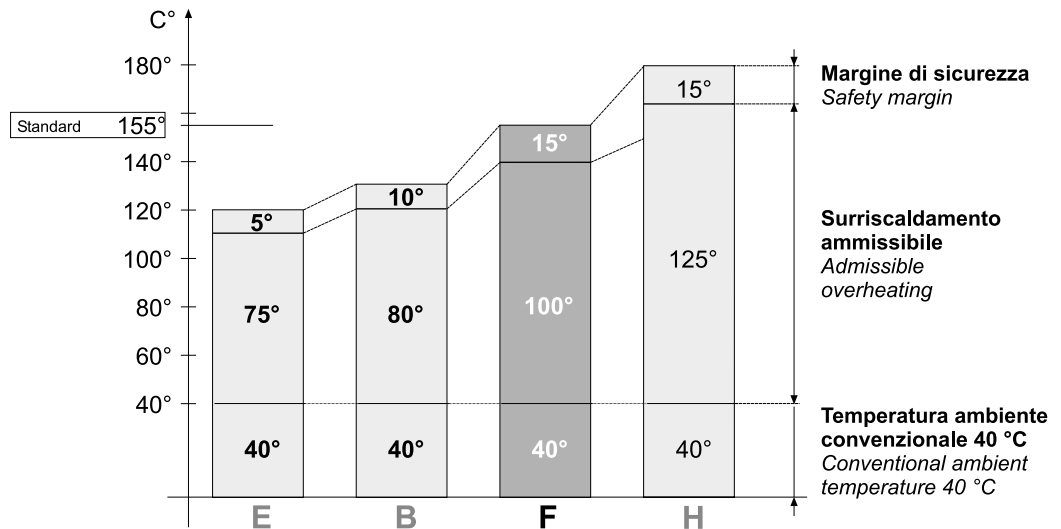 C°
180°
Standard 155°
140°
120°
100°
80°
60°
40°
5°
75°
40°
10°
80°
40°
15°
100°
40°
15°
125°
40°
E B F H
Margine di sicurezza
Safety margin
Surriscaldamento
ammissibile
Admissible
overheating
Temperatura ambiente
convenzionale 40 °C
Conventional ambient
temperature 40 °C